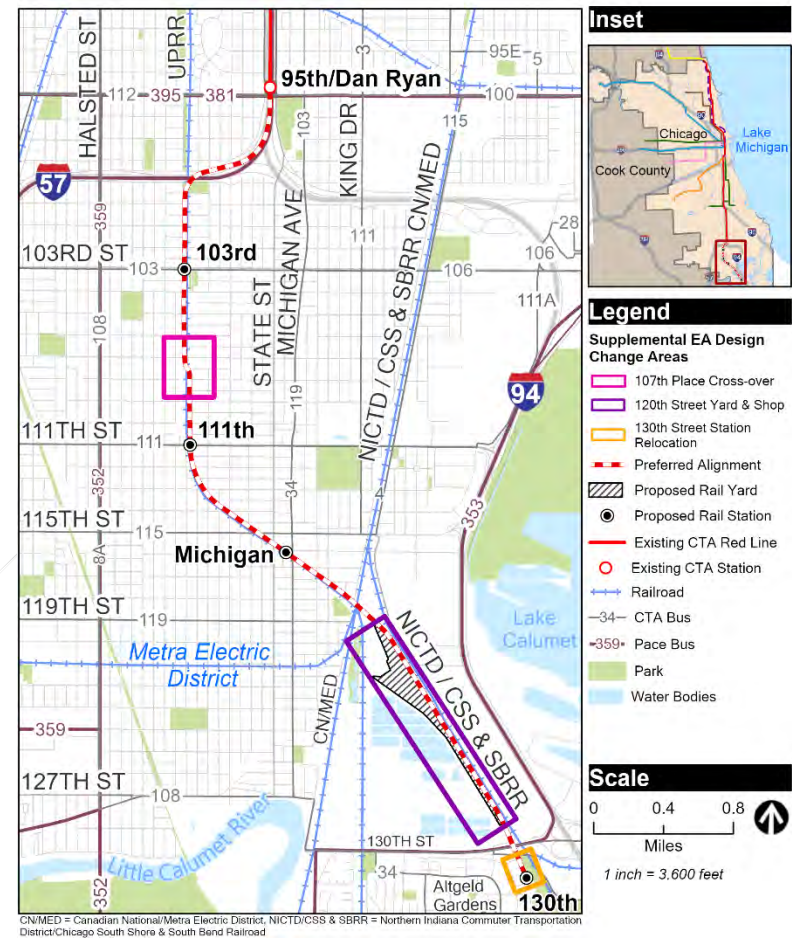 HALSTED ST
UPRR
3
95E
5
95th/Dan Ryan
112
395
381
100
103
KING DR
115
57
359
111
NICTD / CSS & SBRR CN/MED
28
103RD ST
103
103rd
106
106
111A
STATE ST
MICHIGAN AVE
108
119
94
111TH ST
111
111th
352
34
4
353
115TH ST
115
8A
Michigan
119TH ST
119
Lake
Calumet
NICTD / CSS & SBRR
Metra Electric
District
CN/MED
359
127TH ST
108
Little Calumet River
130TH ST
34
Altgeld
Gardens
130th
352
CN/MED = Canadian National/Metra Electric District, NICTD/CSS & SBRR = Northern Indiana Commuter Transportation
District/Chicago South Shore & South Bend Railroad
Inset
Chicago
Lake
Michigan
Cook County
Legend
Supplemental EA Design
Change Areas
107th Place Cross-over
120th Street Yard & Shop
130th Street Station
Relocation
Preferred Alignment
Proposed Rail Yard
Proposed Rail Station
Existing CTA Red Line
Existing CTA Station
Railroad
34 CTA Bus
359 Pace Bus
Park
Water Bodies
Scale
0 0.4 0.8
Miles
1 inch = 3,600 feet